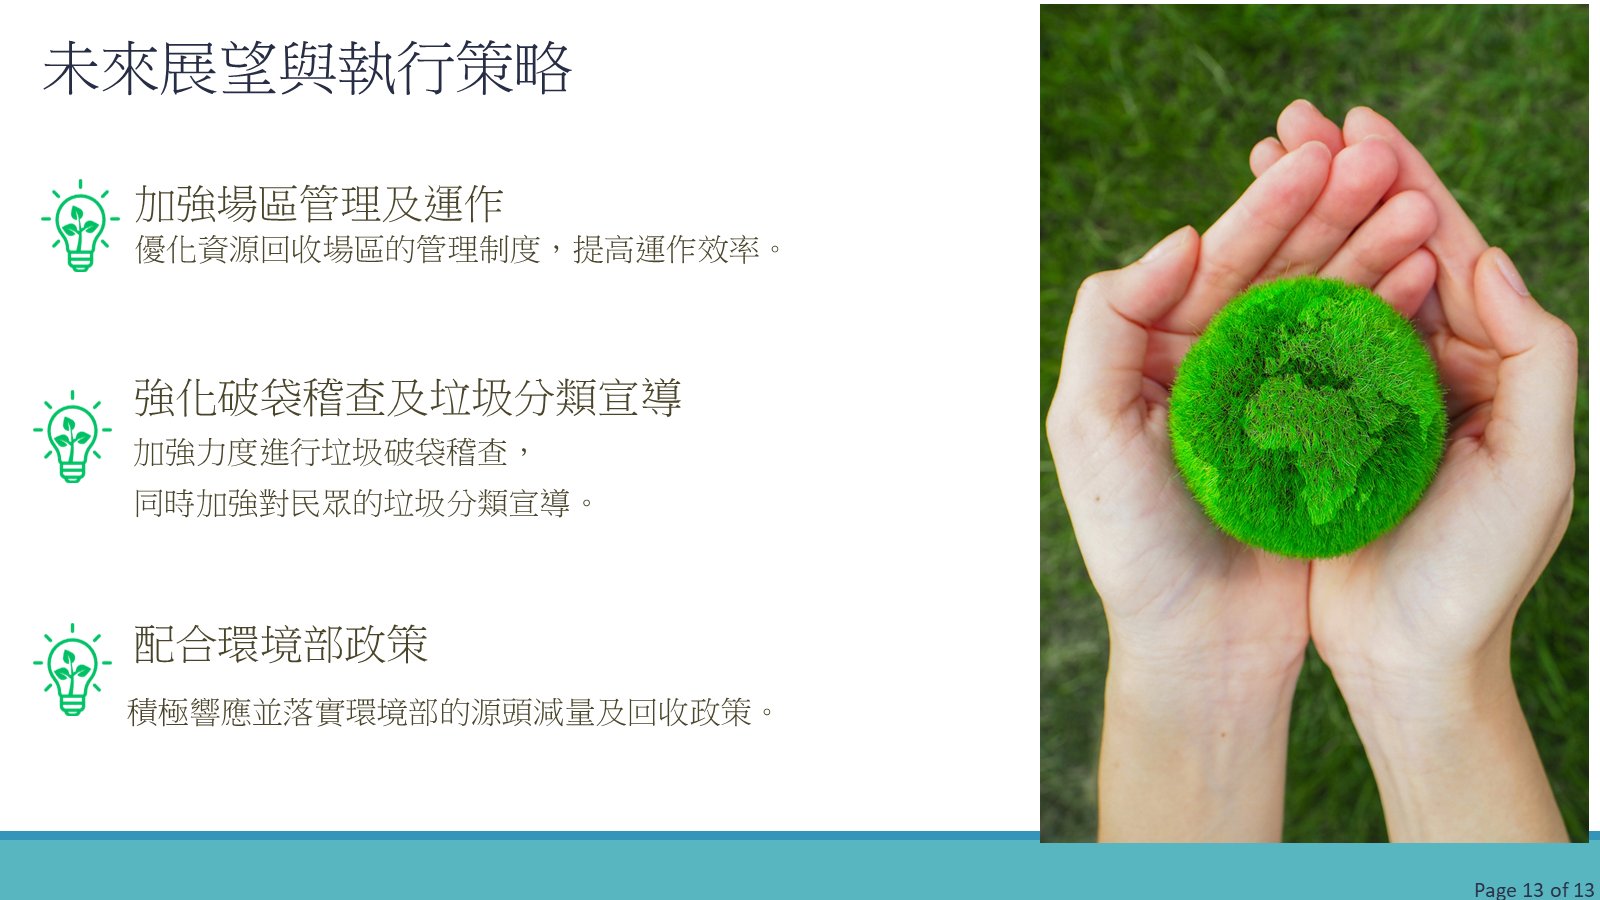 未來展望與執行策略
加強場區管理及運作
優化資源回收場區的管理制度，提高運作效率。
強化破袋稽查及垃圾分類宣導
加強力度進行垃圾破袋稽查，
同時加強對民眾的垃圾分類宣導。
配合環境部政策
積極響應並落實環境部的源頭減量及回收政策。
Page 13 of 13